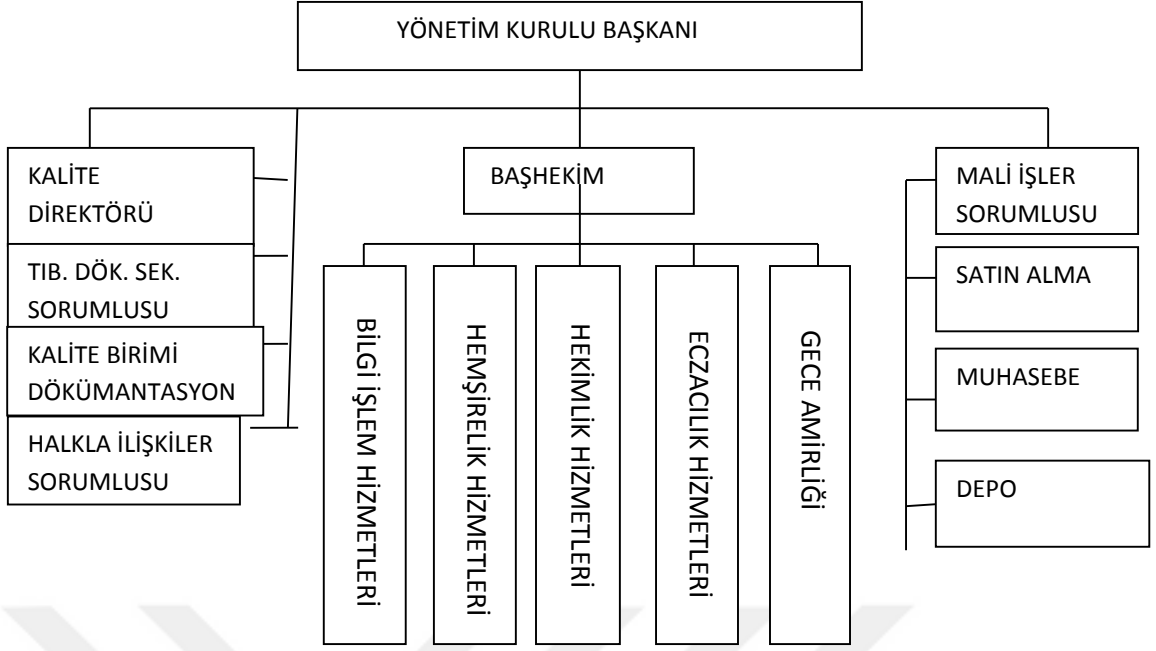 YÖNETİM KURULU BAŞKANI
KALİTE
DİREKTÖRÜ
TIB. DÖK. SEK.
SORUMLUSU
KALİTE BİRİMİ
DÖKÜMANTASYON
HALKLA İLİŞKİLER
SORUMLUSU
BAŞHEKİM
BİLGİ İŞLEM HİZMETLERİ
HEMŞİRELİK HİZMETLERİ
HEKİMLİK HİZMETLERİ
ECZACILIK HİZMETLERİ
GECE AMİRLİĞİ
MALİ İŞLER
SORUMLUSU
SATIN ALMA
MUHASEBE
DEPO